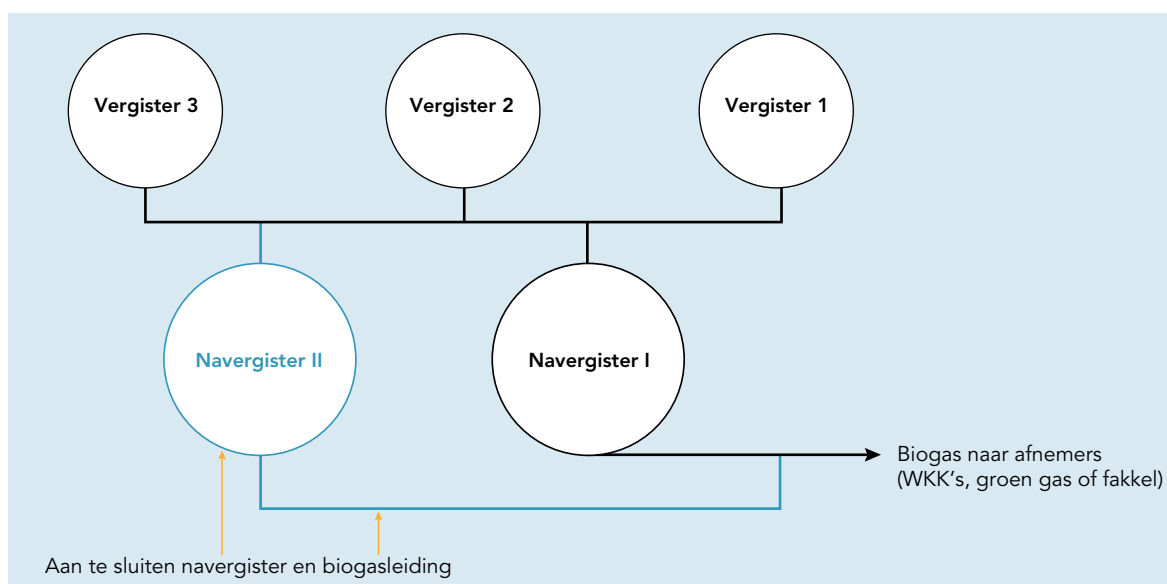 Vergister 3
Vergister 2
Vergister 1
Navergister II
Navergister I
Biogas naar afnemers
(WKK's, groen gas of fakkel)
Aan te sluiten navergister en biogasleiding